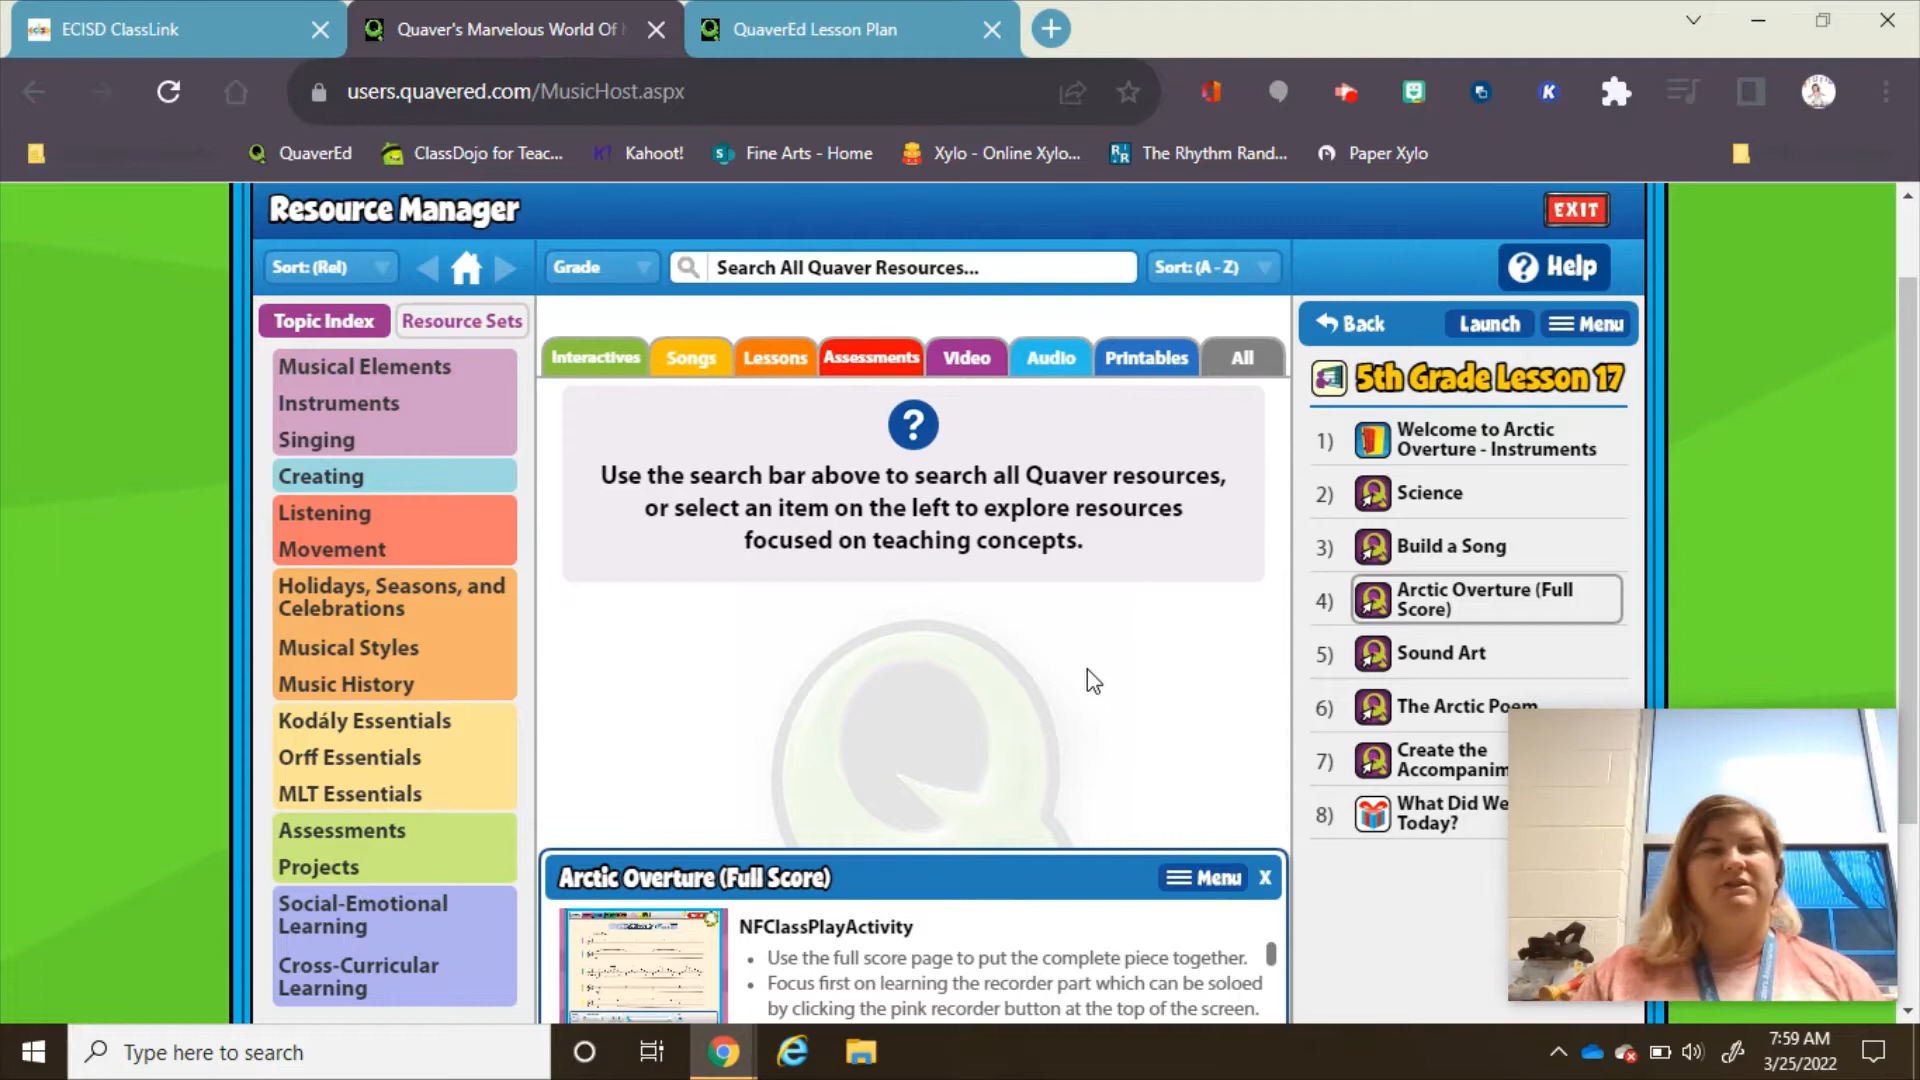 ECISD ClassLink
Quaver's Marvelous World Of
QuaverEd Lesson Plan
users.quavered.com/MusicHost.aspx
QuaverEd
ClassDojo for Teac...
Kahoot!
Fine Arts - Home
Xylo - Online Xylo...
The Rhythm Rand...
Paper Xylo
Resource Manager
EXIT
Sort: (Rel)
Grade
Search All Quaver Resources...
Sort: (A - Z)
? Help
Topic Index
Resource Sets
Back
Launch
Menu
Interactives
Songs
Lessons
Assessments
Video
Audio
Printables
All
Musical Elements
Instruments
Singing
Creating
Listening
Movement
Holidays, Seasons, and
Celebrations
Musical Styles
Music History
Kodály Essentials
Orff Essentials
MLT Essentials
Assessments
Projects
Social-Emotional
Learning
Cross-Curricular
Learning
?
Use the search bar above to search all Quaver resources,
or select an item on the left to explore resources
focused on teaching concepts.
5th Grade Lesson 17
1) Welcome to Arctic
Overture - Instruments
2) Science
3) Build a Song
4) Arctic Overture (Full
Score)
5) Sound Art
6) The Arctic Poem
7) Create the
Accompanim
8) What Did We
Today?
Arctic Overture (Full Score)
Menu
X
NFClassPlayActivity
• Use the full score page to put the complete piece together.
• Focus first on learning the recorder part which can be soloed
by clicking the pink recorder button at the top of the screen.
Type here to search
7:59 AM
3/25/2022